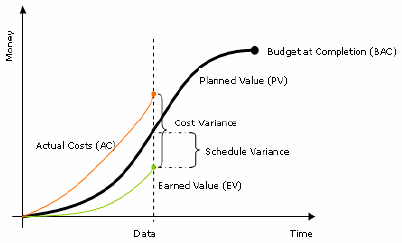 Money
Budget at Completion (BAC)
Planned Value (PV)
Cost Variance
Actual Costs (AC)
Schedule Variance
Earned Value (EV)
Data
Time